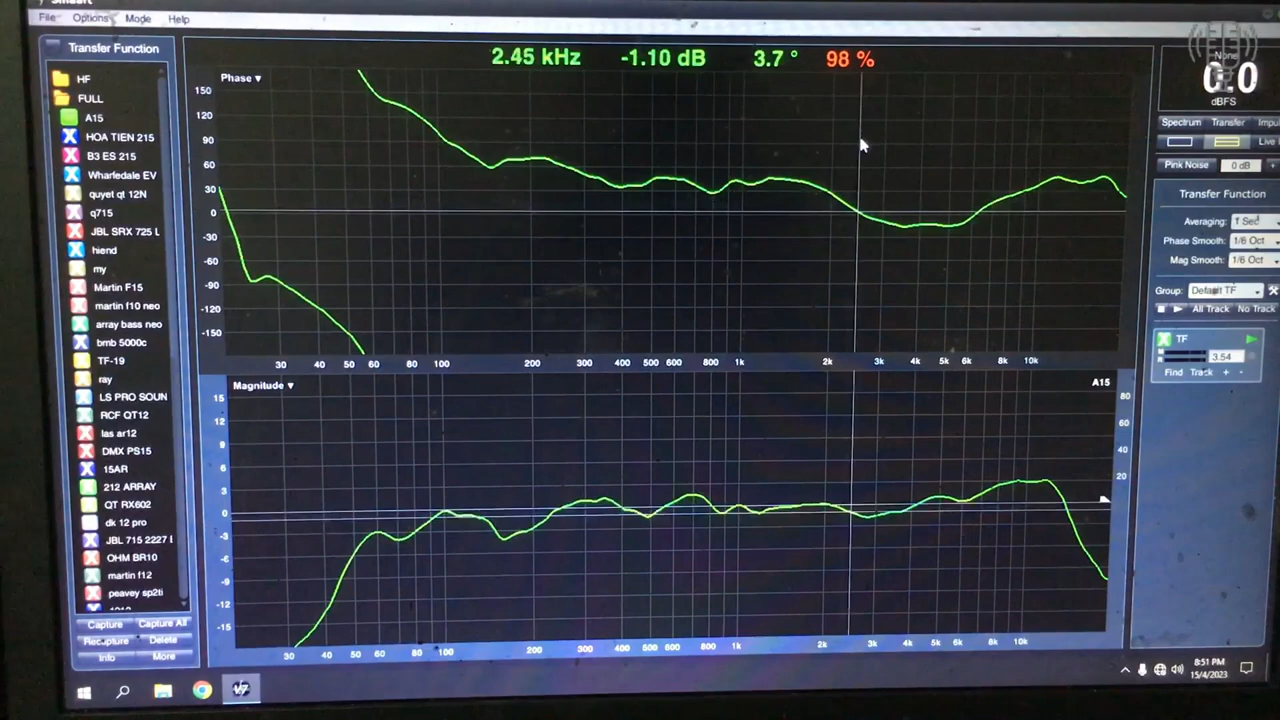 Smaart
File Options Mode Help
Transfer Function
HF
FULL
A15
HOA TIEN 215
B3 ES 215
Wharfedale EV
quyet qt 12N
q715
JBL SRX 725 L
hiend
my
Martin F15
martin f10 neo
array bass neo
bmb 5000c
TF-19
ray
LS PRO SOUN
RCF QT12
las ar12
DMX PS15
15AR
212 ARRAY
QT RX602
dk 12 pro
JBL 715 2227
OHM BR10
martin f12
peavey sp2ti
Capture Capture All
Recapture Delete
Info More
2.45 kHz -1.10 dB 3.7 ° 98 %
Phase ▼
150
120
90
60
30
0
-30
-60
-90
-120
-150
30 40 50 60 80 100 200 300 400 500 600 800 1k 2k 3k 4k 5k 6k 8k 10k
Magnitude ▼ A15
15
12
9
6
3
0
-3
-6
-9
-12
-15
80
60
40
20
30 40 50 60 80 100 200 300 400 500 600 800 1k 2k 3k 4k 5k 6k 8k 10k
None
0.0
dBFS
Spectrum Transfer Impu
Live
Pink Noise 0 dB +
Transfer Function
Averaging: 1 Sec
Phase Smooth: 1/6 Oct
Mag Smooth: 1/6 Oct
Group: Default TF
All Track No Track
TF
M
R
3.54
Find Track + -
V7
8:51 PM
15/4/2023